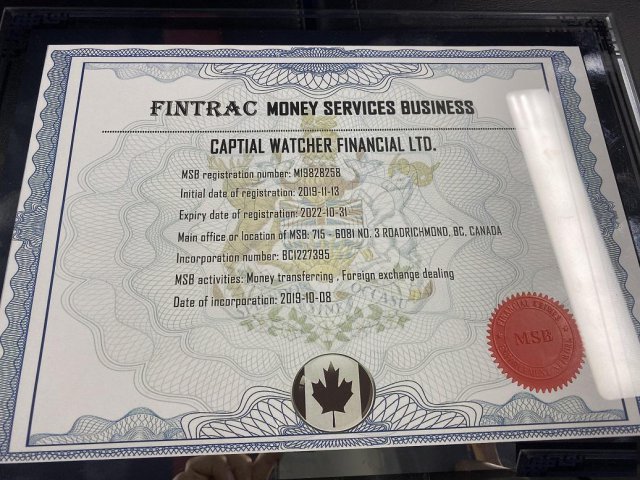 FINTRAC MONEY SERVICES BUSINESS
CAPTIAL WATCHER FINANCIAL LTD.
MSB registration number: M19828258
Initial date of registration: 2019-11-13
Expiry date of registration: 2022-10-31
Main office or location of MSB: 715 - 6081 NO. 3 ROADRICHMOND, BC, CANADA
Incorporation number: BC1227395
MSB activities: Money transferring , Foreign exchange dealing
Date of incorporation: 2019-10-08
MSB